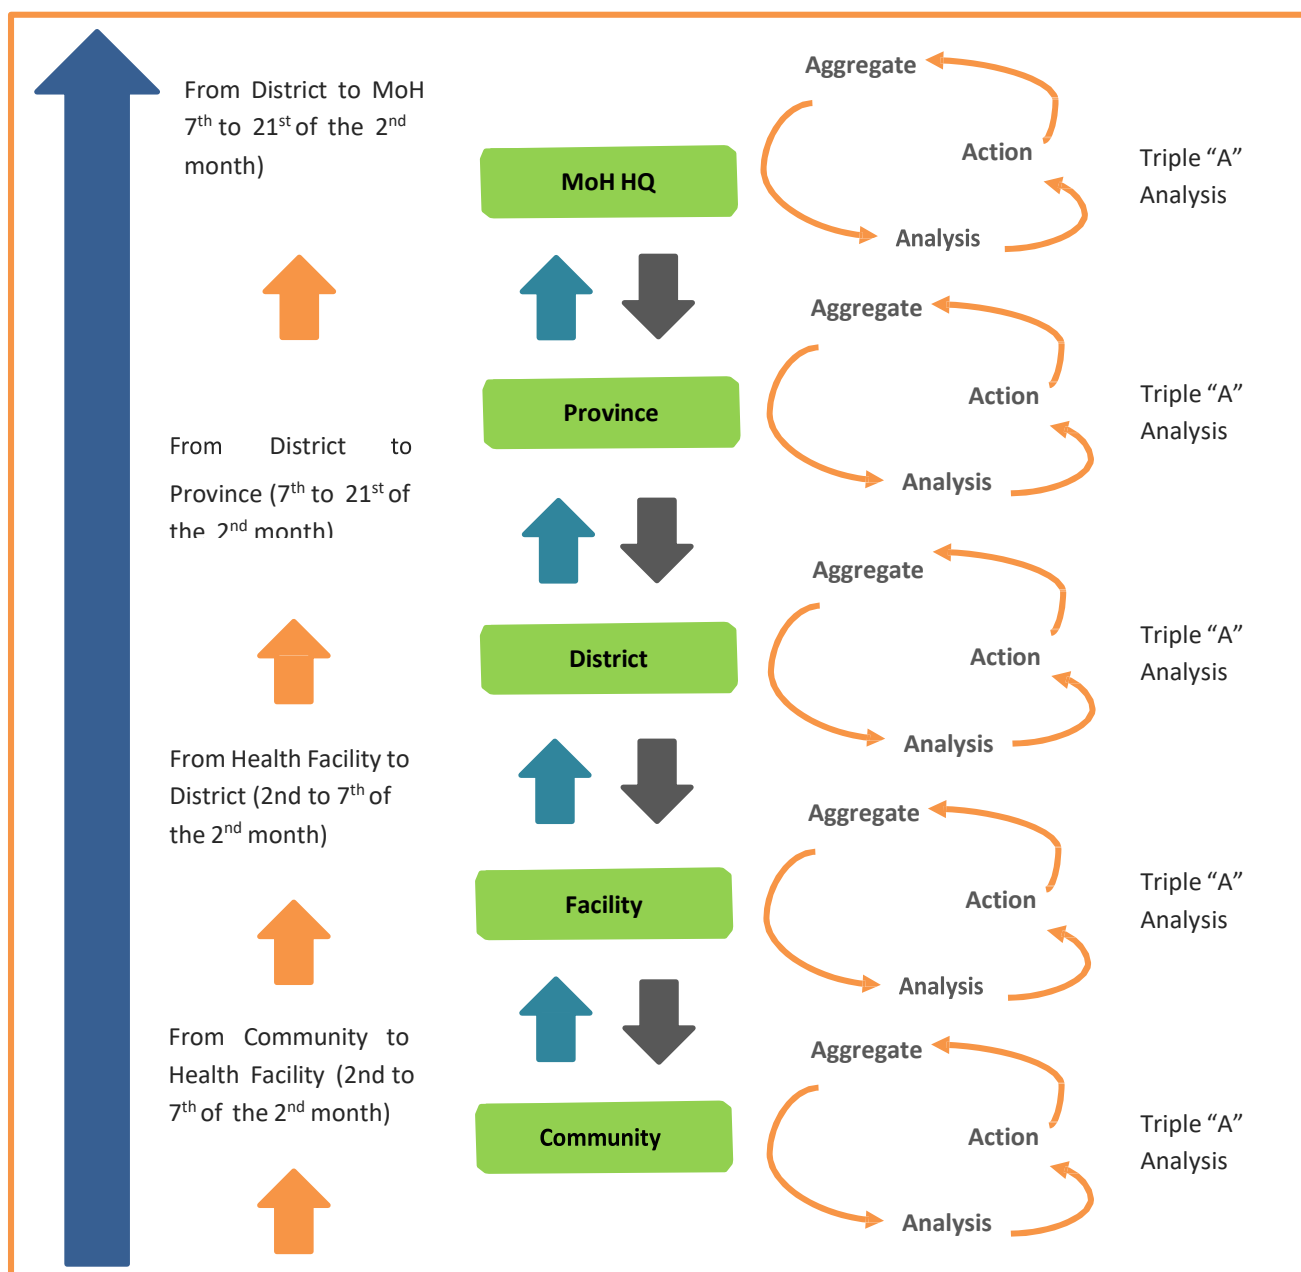 From District to MoH
7th to 21st of the 2nd
month)
MoH HQ
Aggregate
Action
Analysis
Triple “A”
Analysis
From District to
Province (7th to 21st of
the 2nd month)
Province
Aggregate
Action
Analysis
Triple “A”
Analysis
District
Aggregate
Action
Analysis
Triple “A”
Analysis
From Health Facility to
District (2nd to 7th of
the 2nd month)
Facility
Aggregate
Action
Analysis
Triple “A”
Analysis
From Community to
Health Facility (2nd to
7th of the 2nd month)
Community
Aggregate
Action
Analysis
Triple “A”
Analysis